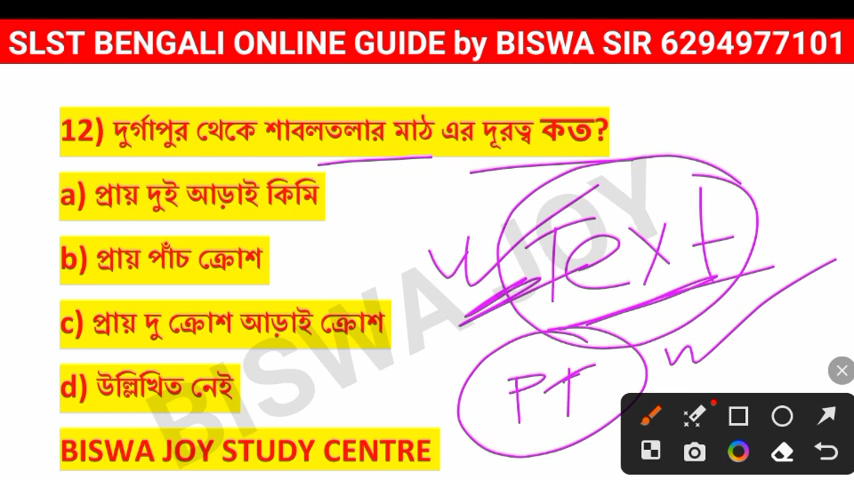 SLST BENGALI ONLINE GUIDE by BISWA SIR 6294977101
12) দুর্গাপুর থেকে শাবলতলার মাঠ এর দূরত্ব কত?
a) প্রায় দুই আড়াই কিমি
b) প্রায় পাঁচ ক্রোশ
c) প্রায় দু ক্রোশ আড়াই ক্রোশ
d) উল্লিখিত নেই
Text
PT
BISWA JOY STUDY CENTRE
BISWA JOY